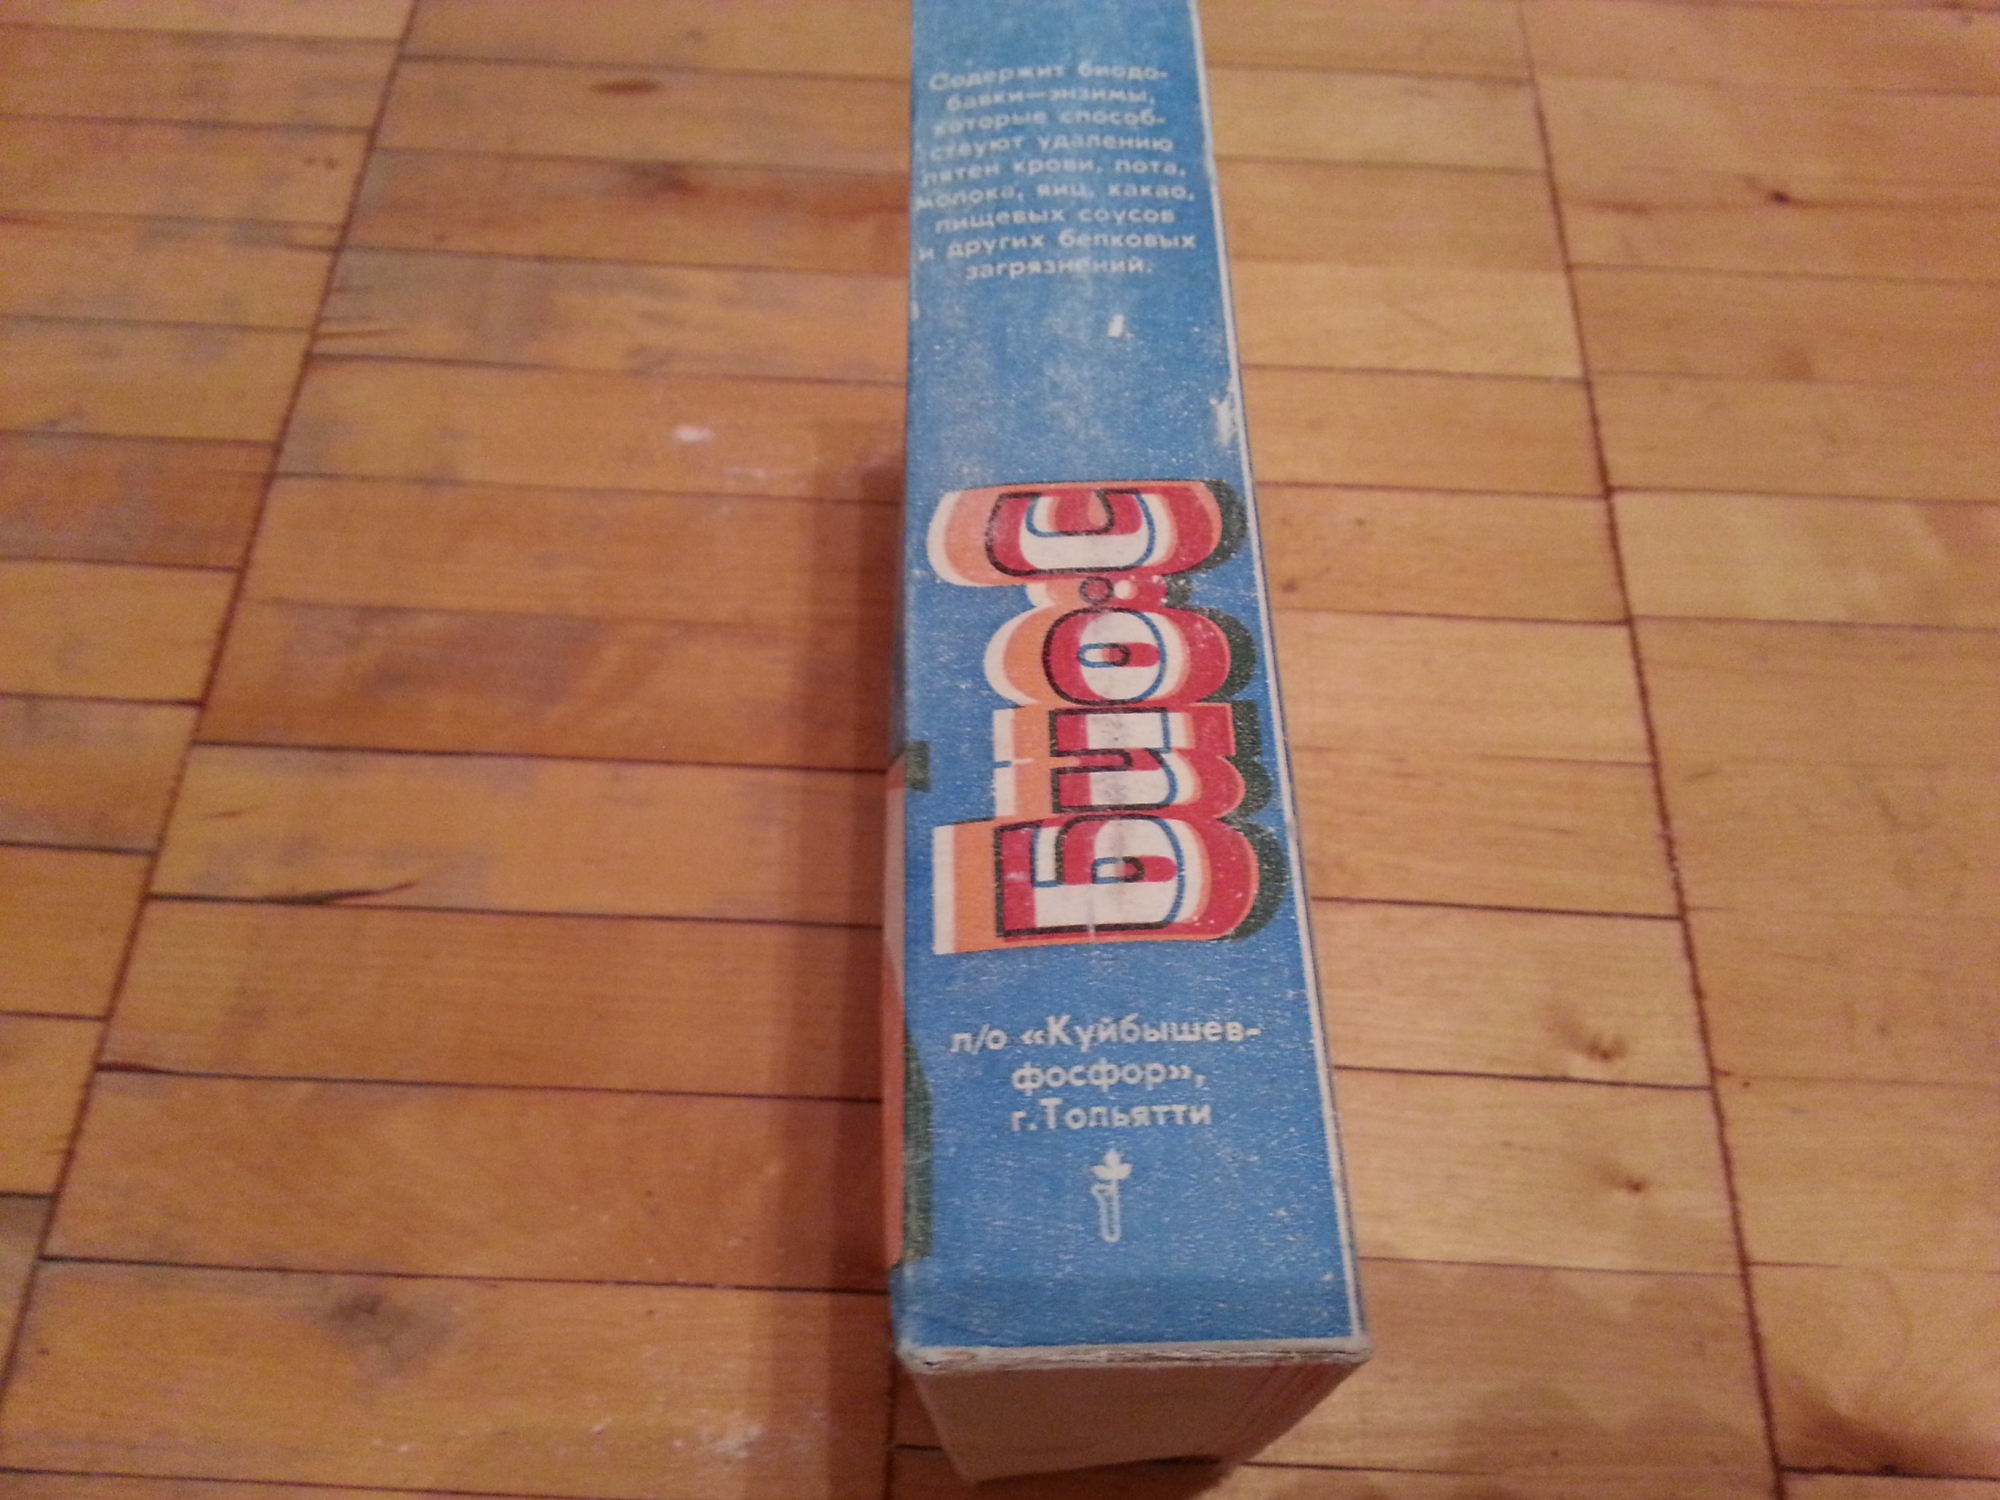 Содержит биодо-
бавки—энзимы,
которые способ-
ствуют удалению
пятен крови, пота,
молока, яиц, какао,
пищевых соусов
и других белковых
загрязнений.
Био·С
п/о «Куйбышев-
фосфор»,
г.Тольятти